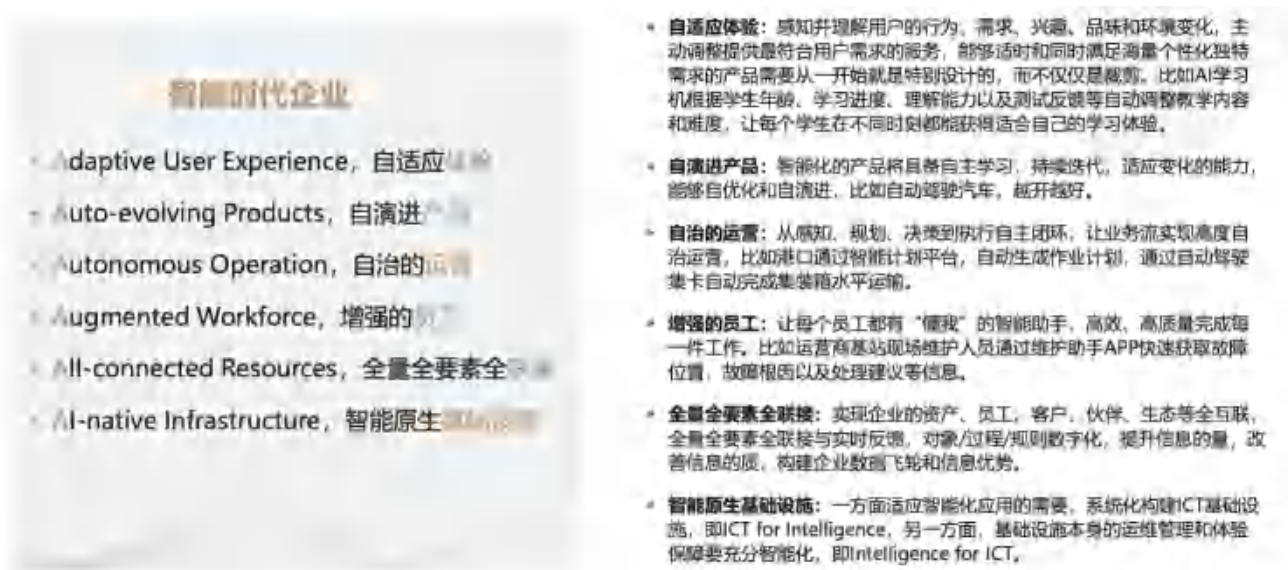 智能时代企业
• Adaptive User Experience，自适应体验
• Auto-evolving Products，自演进产品
• Autonomous Operation，自治的运营
• Augmented Workforce，增强的员工
• All-connected Resources，全量全要素全联接
• AI-native Infrastructure，智能原生基础设施
• 自适应体验：感知并理解用户的行为、需求、兴趣、品味和环境变化，主
动调整提供最符合用户需求的服务，能够适时和同时满足海量个性化独特
需求的产品需要从一开始就是特别设计的，而不仅仅是裁剪。比如AI学习
机根据学生年龄、学习进度、理解能力以及测试反馈等自动调整教学内容
和难度，让每个学生在不同时刻都能获得适合自己的学习体验。
• 自演进产品：智能化的产品将具备自主学习、持续迭代，适应变化的能力，
能够自优化和自演进，比如自动驾驶汽车，越开越好。
• 自治的运营：从感知、规划、决策到执行自主闭环，让业务流实现高度自
治运营，比如港口通过智能计划平台，自动生成作业计划，通过自动驾驶
集卡自动完成集装箱水平运输。
• 增强的员工：让每个员工都有“懂我”的智能助手，高效、高质量完成每
一件工作。比如运营商基站现场维护人员通过维护助手APP快速获取故障
位置，故障根因以及处理建议等信息。
• 全量全要素全联接：实现企业的资产、员工，客户、伙伴、生态等全互联，
全量全要素全联接与实时反馈，对象/过程/规则数字化，提升信息的量，改
善信息的质，构建企业数据飞轮和信息优势。
• 智能原生基础设施：一方面适应智能化应用的需要，系统化构建ICT基础设
施，即ICT for Intelligence，另一方面，基础设施本身的运维管理和体验
保障要充分智能化，即Intelligence for ICT。